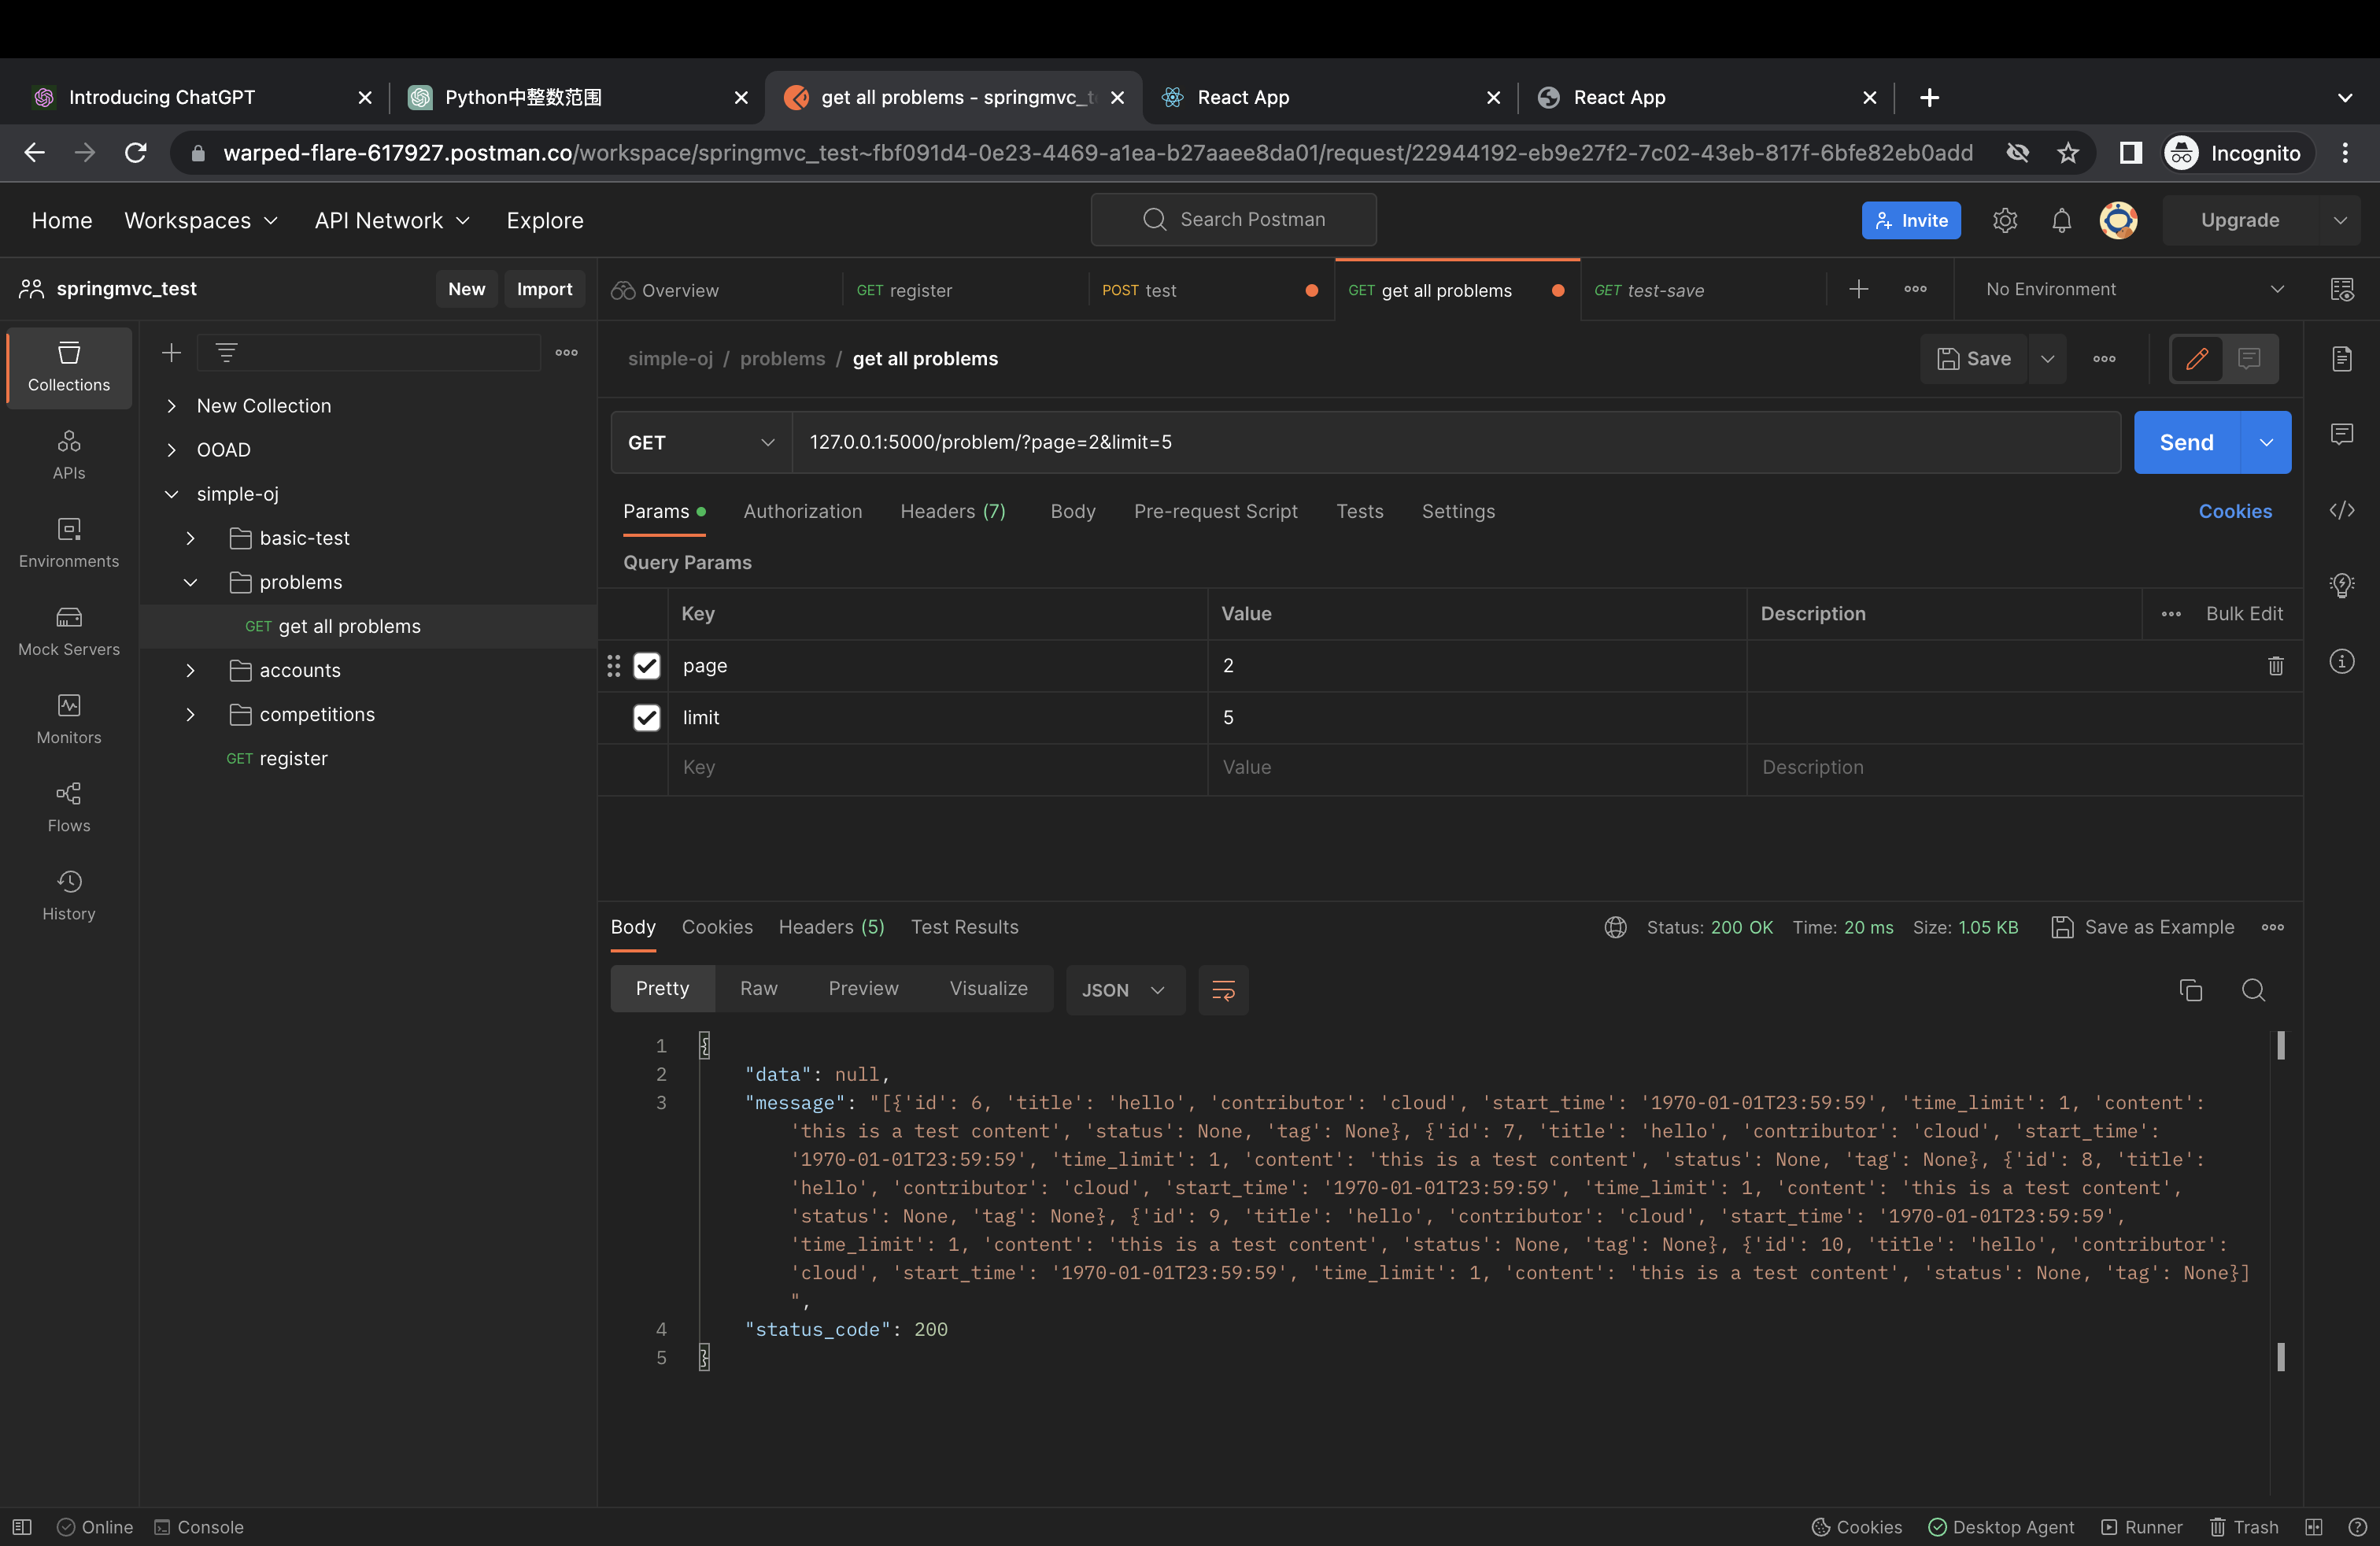 Introducing ChatGPT
Python中整数范围
get all problems - springmvc_t
React App
React App
warped-flare-617927.postman.co/workspace/springmvc_test~fbf091d4-0e23-4469-a1ea-b27aaee8da01/request/22944192-eb9e27f2-7c02-43eb-817f-6bfe82eb0add
Incognito
Home
Workspaces
API Network
Explore
Search Postman
Invite
Upgrade
springmvc_test
New
Import
Overview
GET register
POST test
GET get all problems
GET test-save
No Environment
Collections
APIs
Environments
Mock Servers
Monitors
Flows
History
New Collection
OOAD
simple-oj
basic-test
problems
GET get all problems
accounts
competitions
GET register
simple-oj / problems / get all problems
Save
GET
127.0.0.1:5000/problem/?page=2&limit=5
Send
Params
Authorization
Headers (7)
Body
Pre-request Script
Tests
Settings
Cookies
Query Params
Key Value Description Bulk Edit
page 2
limit 5
Key Value Description
Body
Cookies
Headers (5)
Test Results
Status: 200 OK
Time: 20 ms
Size: 1.05 KB
Save as Example
Pretty
Raw
Preview
Visualize
JSON
1 {
2 "data": null,
3 "message": "[{'id': 6, 'title': 'hello', 'contributor': 'cloud', 'start_time': '1970-01-01T23:59:59', 'time_limit': 1, 'content':
'this is a test content', 'status': None, 'tag': None}, {'id': 7, 'title': 'hello', 'contributor': 'cloud', 'start_time':
'1970-01-01T23:59:59', 'time_limit': 1, 'content': 'this is a test content', 'status': None, 'tag': None}, {'id': 8, 'title':
'hello', 'contributor': 'cloud', 'start_time': '1970-01-01T23:59:59', 'time_limit': 1, 'content': 'this is a test content',
'status': None, 'tag': None}, {'id': 9, 'title': 'hello', 'contributor': 'cloud', 'start_time': '1970-01-01T23:59:59',
'time_limit': 1, 'content': 'this is a test content', 'status': None, 'tag': None}, {'id': 10, 'title': 'hello', 'contributor':
'cloud', 'start_time': '1970-01-01T23:59:59', 'time_limit': 1, 'content': 'this is a test content', 'status': None, 'tag': None}]
",
4 "status_code": 200
5 }
Online
Console
Cookies
Desktop Agent
Runner
Trash